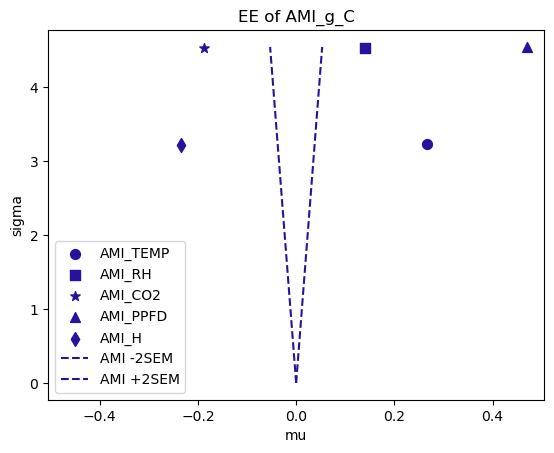 EE of AMI_g_C
sigma
4
3
2
1
0
AMI_TEMP
AMI_RH
AMI_CO2
AMI_PPFD
AMI_H
AMI -2SEM
AMI +2SEM
−0.4 −0.2 0.0 0.2 0.4
mu